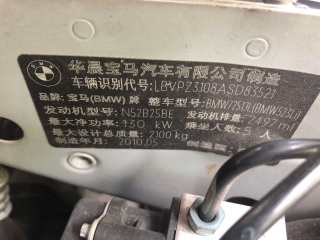 华晨宝马汽车有限公司制造
车辆识别代号: LBVPZ3108ASD83521
品牌: 宝马(BMW) 牌 整车型号: BMW7251DL(BMW523Li)
发动机型号: N52B25BE 发动机排量: 2497ml
最大净功率: 130 kW 乘坐人数: 5 人
最大设计总质量: 2100 kg
制造年月: 2010.05 制造国